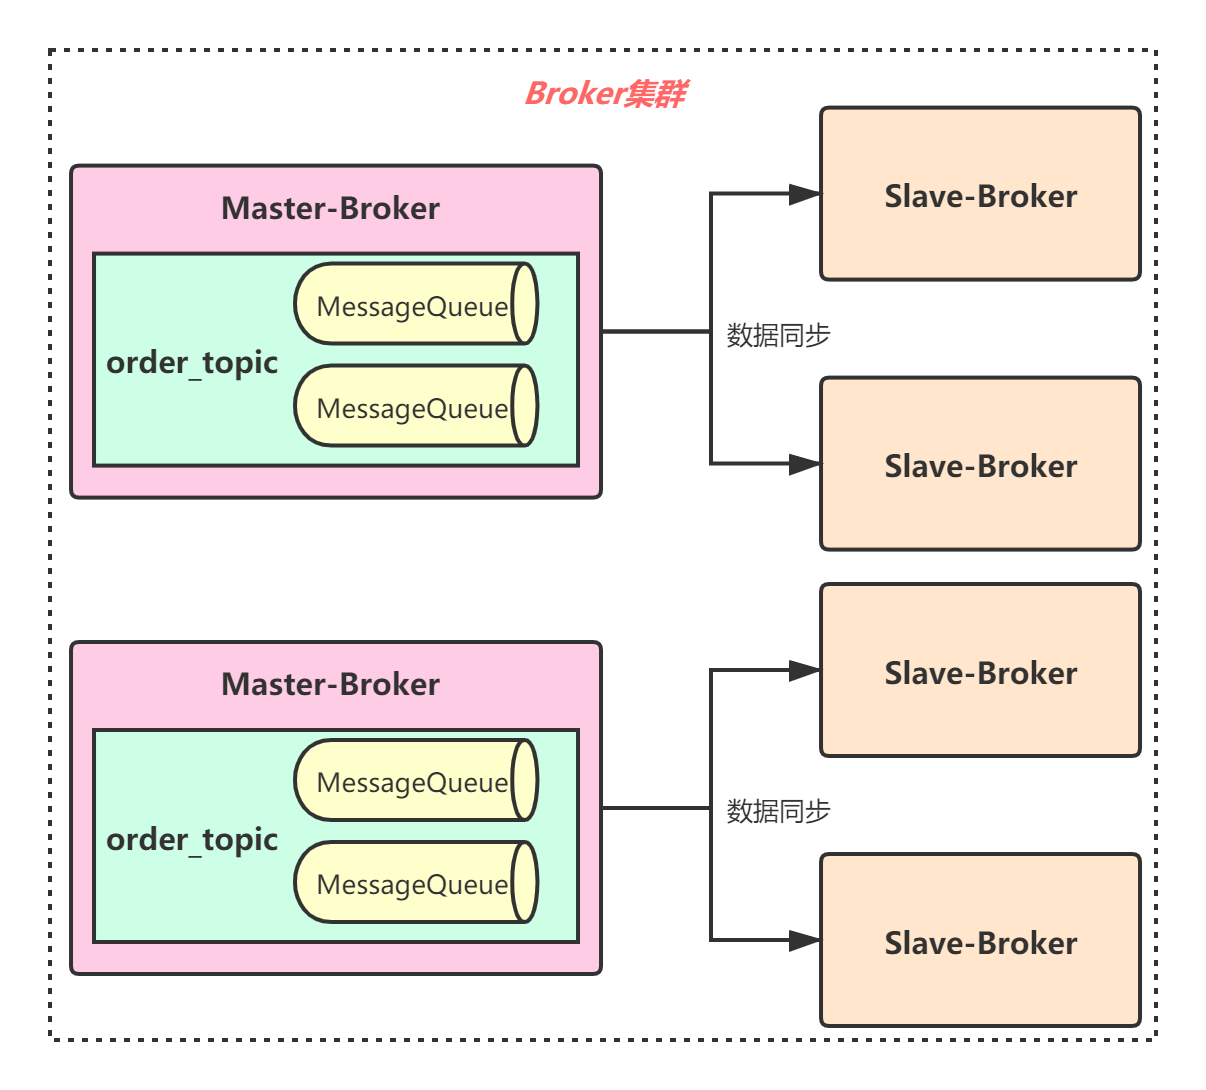 Broker集群
Master-Broker
order_topic
MessageQueue
MessageQueue
数据同步
Slave-Broker
Slave-Broker
Master-Broker
order_topic
MessageQueue
MessageQueue
数据同步
Slave-Broker
Slave-Broker